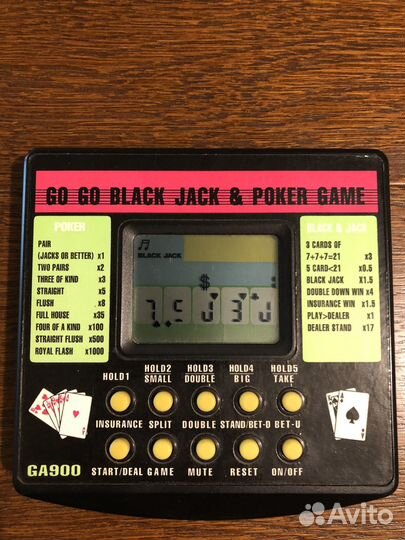 GO GO BLACK JACK & POKER GAME
POKER
PAIR
(JACKS OR BETTER) x1
TWO PAIRS x2
THREE OF KIND x3
STRAIGHT x5
FLUSH x8
FULL HOUSE x35
FOUR OF A KIND x100
STRAIGHT FLUSH x500
ROYAL FLUSH x1000
BLACK JACK
$
BLACK & JACK
3 CARDS OF
7+7+7=21 x3
5 CARD<21 x0.5
BLACK JACK X1.5
DOUBLE DOWN WIN x4
INSURANCE WIN x1.5
PLAY>DEALER x1
DEALER STAND x17
HOLD1 HOLD2 HOLD3 HOLD4 HOLD5
SMALL DOUBLE BIG TAKE
INSURANCE SPLIT DOUBLE STAND/BET-D BET-U
START/DEAL GAME MUTE RESET ON/OFF
GA900
Avito